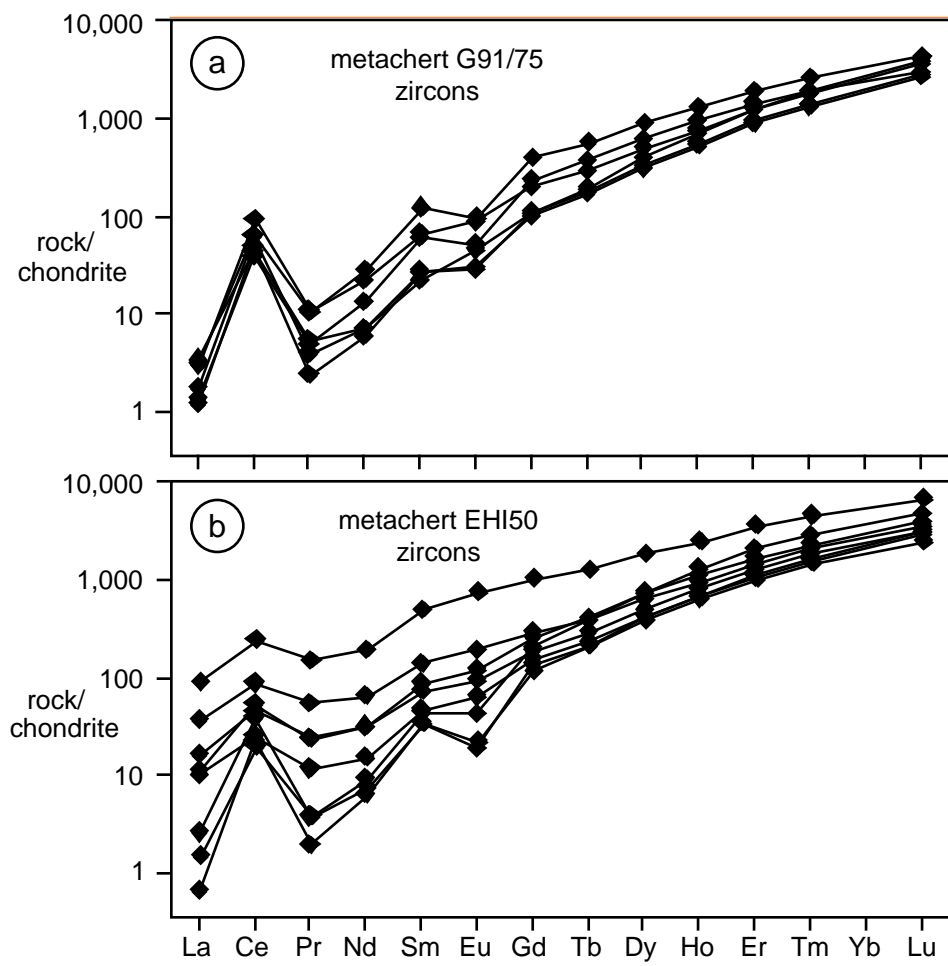 10,000
a
metachert G91/75
zircons
1,000
100
rock/
chondrite
10
1
10,000
b
metachert EHI50
zircons
1,000
100
rock/
chondrite
10
1
La Ce Pr Nd Sm Eu Gd Tb Dy Ho Er Tm Yb Lu